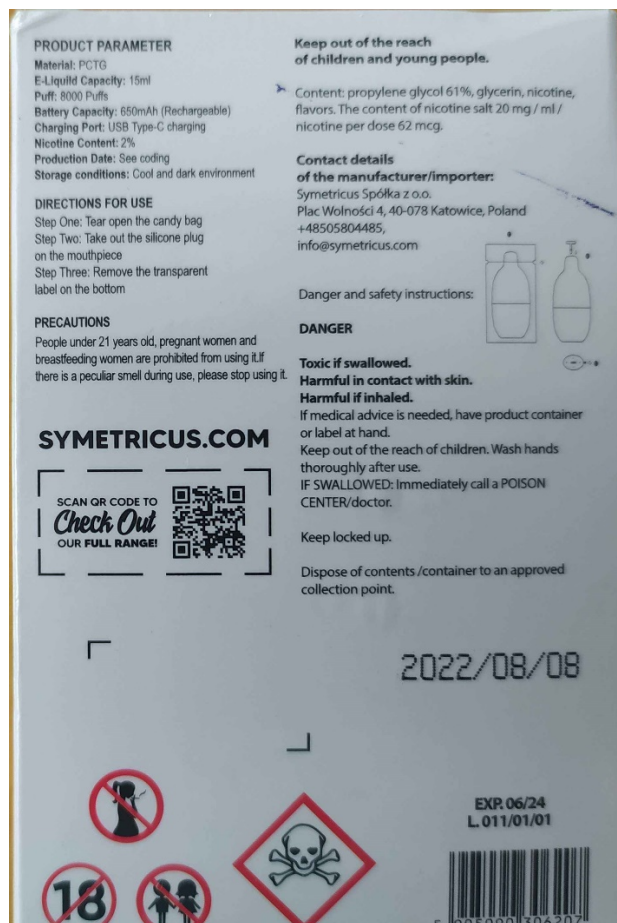 PRODUCT PARAMETER
Material: PCTG
E-Liquild Capacity: 15ml
Puff: 8000 Puffs
Battery Capacity: 650mAh (Rechargeable)
Charging Port: USB Type-C charging
Nicotine Content: 2%
Production Date: See coding
Storage conditions: Cool and dark environment
DIRECTIONS FOR USE
Step One: Tear open the candy bag
Step Two: Take out the silicone plug
on the mouthpiece
Step Three: Remove the transparent
label on the bottom
PRECAUTIONS
People under 21 years old, pregnant women and
breastfeeding women are prohibited from using it.If
there is a peculiar smell during use, please stop using it.
SYMETRICUS.COM
SCAN QR CODE TO
Check Out
OUR FULL RANGE!
Keep out of the reach
of children and young people.
Content: propylene glycol 61%, glycerin, nicotine,
flavors. The content of nicotine salt 20 mg / ml /
nicotine per dose 62 mcg.
Contact details
of the manufacturer/importer:
Symetricus Spółka z o.o.
Plac Wolności 4, 40-078 Katowice, Poland
+48505804485,
info@symetricus.com
Danger and safety instructions:
DANGER
Toxic if swallowed.
Harmful in contact with skin.
Harmful if inhaled.
If medical advice is needed, have product container
or label at hand.
Keep out of the reach of children. Wash hands
thoroughly after use.
IF SWALLOWED: Immediately call a POISON
CENTER/doctor.
Keep locked up.
Dispose of contents /container to an approved
collection point.
2022/08/08
EXP. 06/24
L. 011/01/01
18